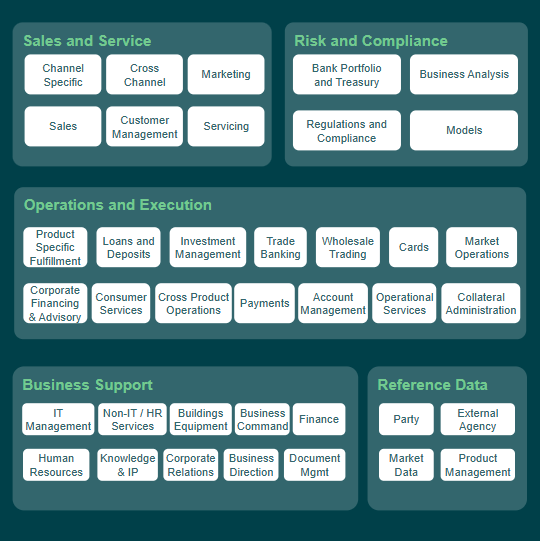 Sales and Service
Channel
Specific
Cross
Channel
Marketing
Sales
Customer
Management
Servicing
Risk and Compliance
Bank Portfolio
and Treasury
Business Analysis
Regulations and
Compliance
Models
Operations and Execution
Product
Specific
Fulfillment
Loans and
Deposits
Investment
Management
Trade
Banking
Wholesale
Trading
Cards
Market
Operations
Corporate
Financing
& Advisory
Consumer
Services
Cross Product
Operations
Payments
Account
Management
Operational
Services
Collateral
Administration
Business Support
IT
Management
Non-IT / HR
Services
Buildings
Equipment
Business
Command
Finance
Human
Resources
Knowledge
& IP
Corporate
Relations
Business
Direction
Document
Mgmt
Reference Data
Party
External
Agency
Market
Data
Product
Management